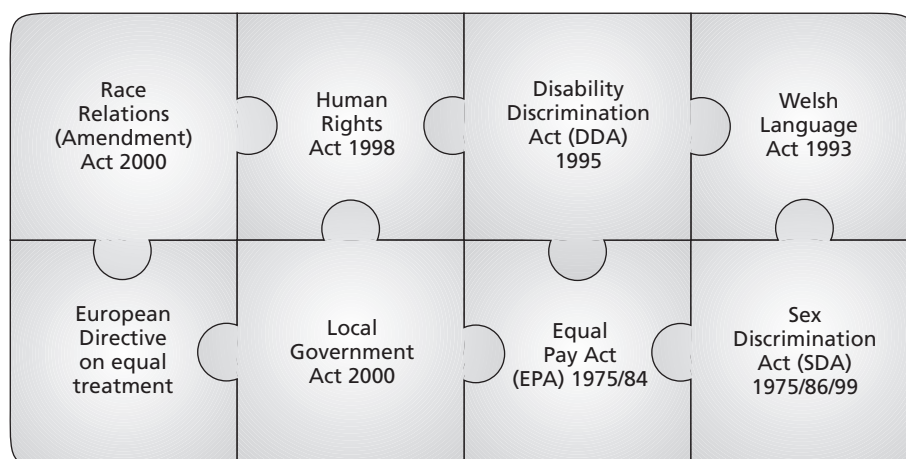 Race
Relations
(Amendment)
Act 2000
Human
Rights
Act 1998
Disability
Discrimination
Act (DDA)
1995
Welsh
Language
Act 1993
European
Directive
on equal
treatment
Local
Government
Act 2000
Equal
Pay Act
(EPA) 1975/84
Sex
Discrimination
Act (SDA)
1975/86/99